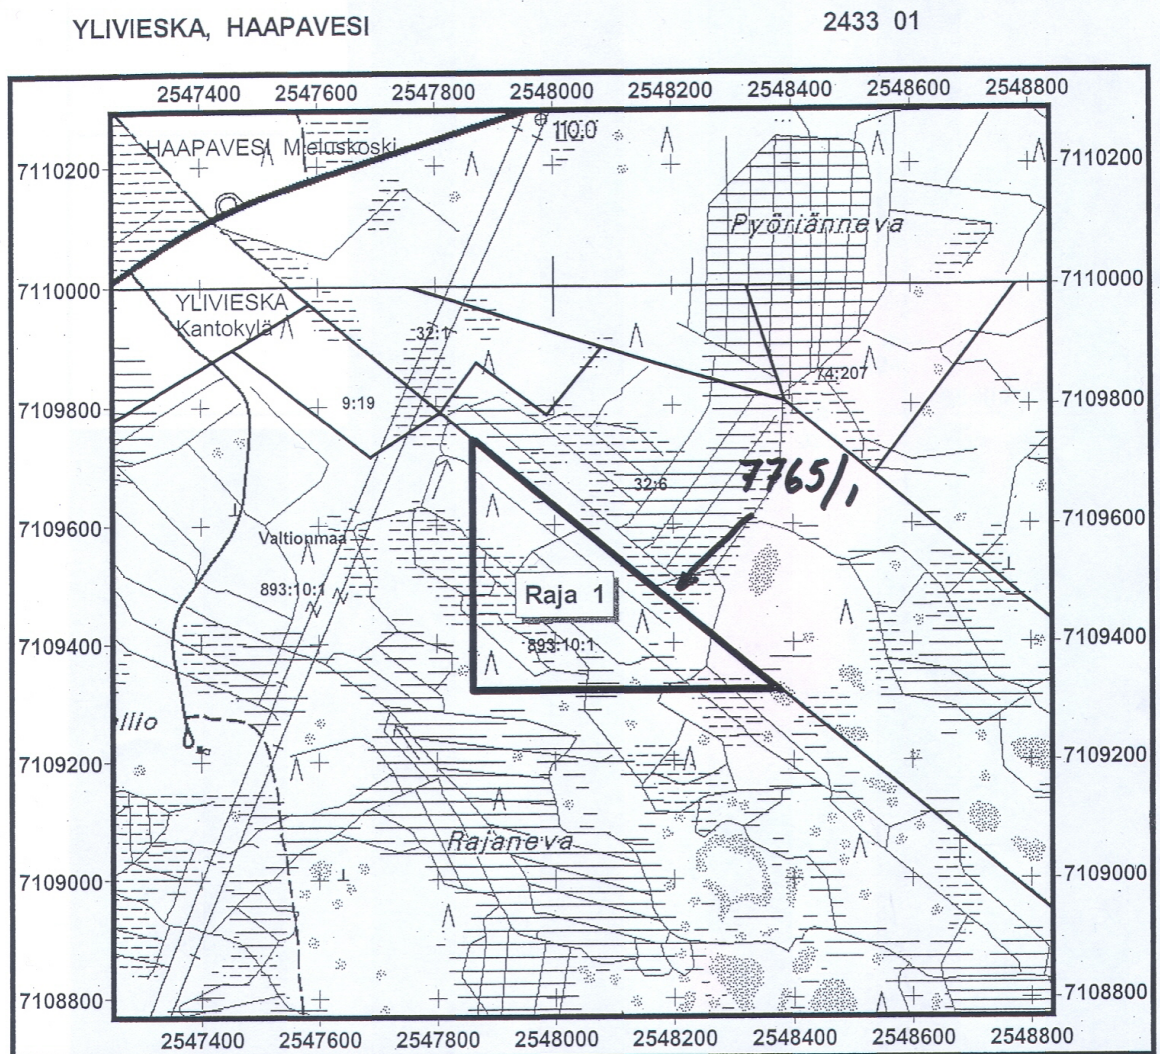 YLIVIESKA, HAAPAVESI
2433 01
2547400 2547600 2547800 2548000 2548200 2548400 2548600 2548800
110.0
HAAPAVESI Mieluskoski
7110200
7110200
Pyöriänneva
7110000
7110000
YLIVIESKA
Kantokylä
32:1
74:207
9:19
7109800
7109800
32:6
7765/1
7109600
7109600
Valtionmaa
893:10:1
Raja 1
893:10:1
7109400
7109400
llio
7109200
7109200
Rajaneva
7109000
7109000
7108800
7108800
2547400 2547600 2547800 2548000 2548200 2548400 2548600 2548800